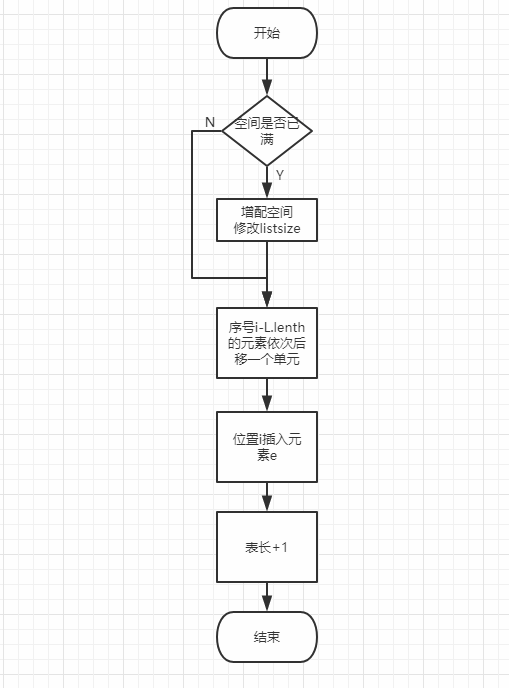 开始
空间是否已
满
N
Y
增配空间
修改listsize
序号i-L.lenth
的元素依次后
移一个单元
位置i插入元
素e
表长+1
结束